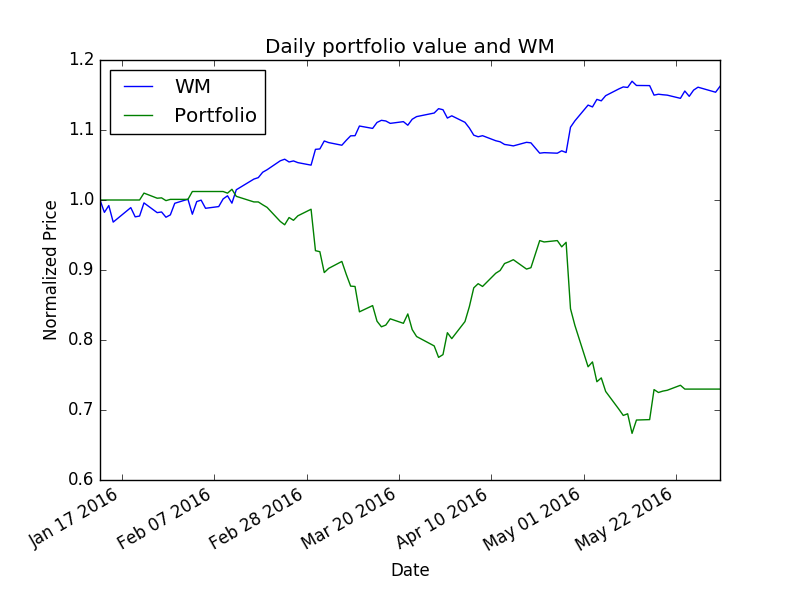 Daily portfolio value and WM
WM
Portfolio
1.2
1.1
1.0
0.9
0.8
0.7
0.6
Normalized Price
Jan 17 2016
Feb 07 2016
Feb 28 2016
Mar 20 2016
Apr 10 2016
May 01 2016
May 22 2016
Date